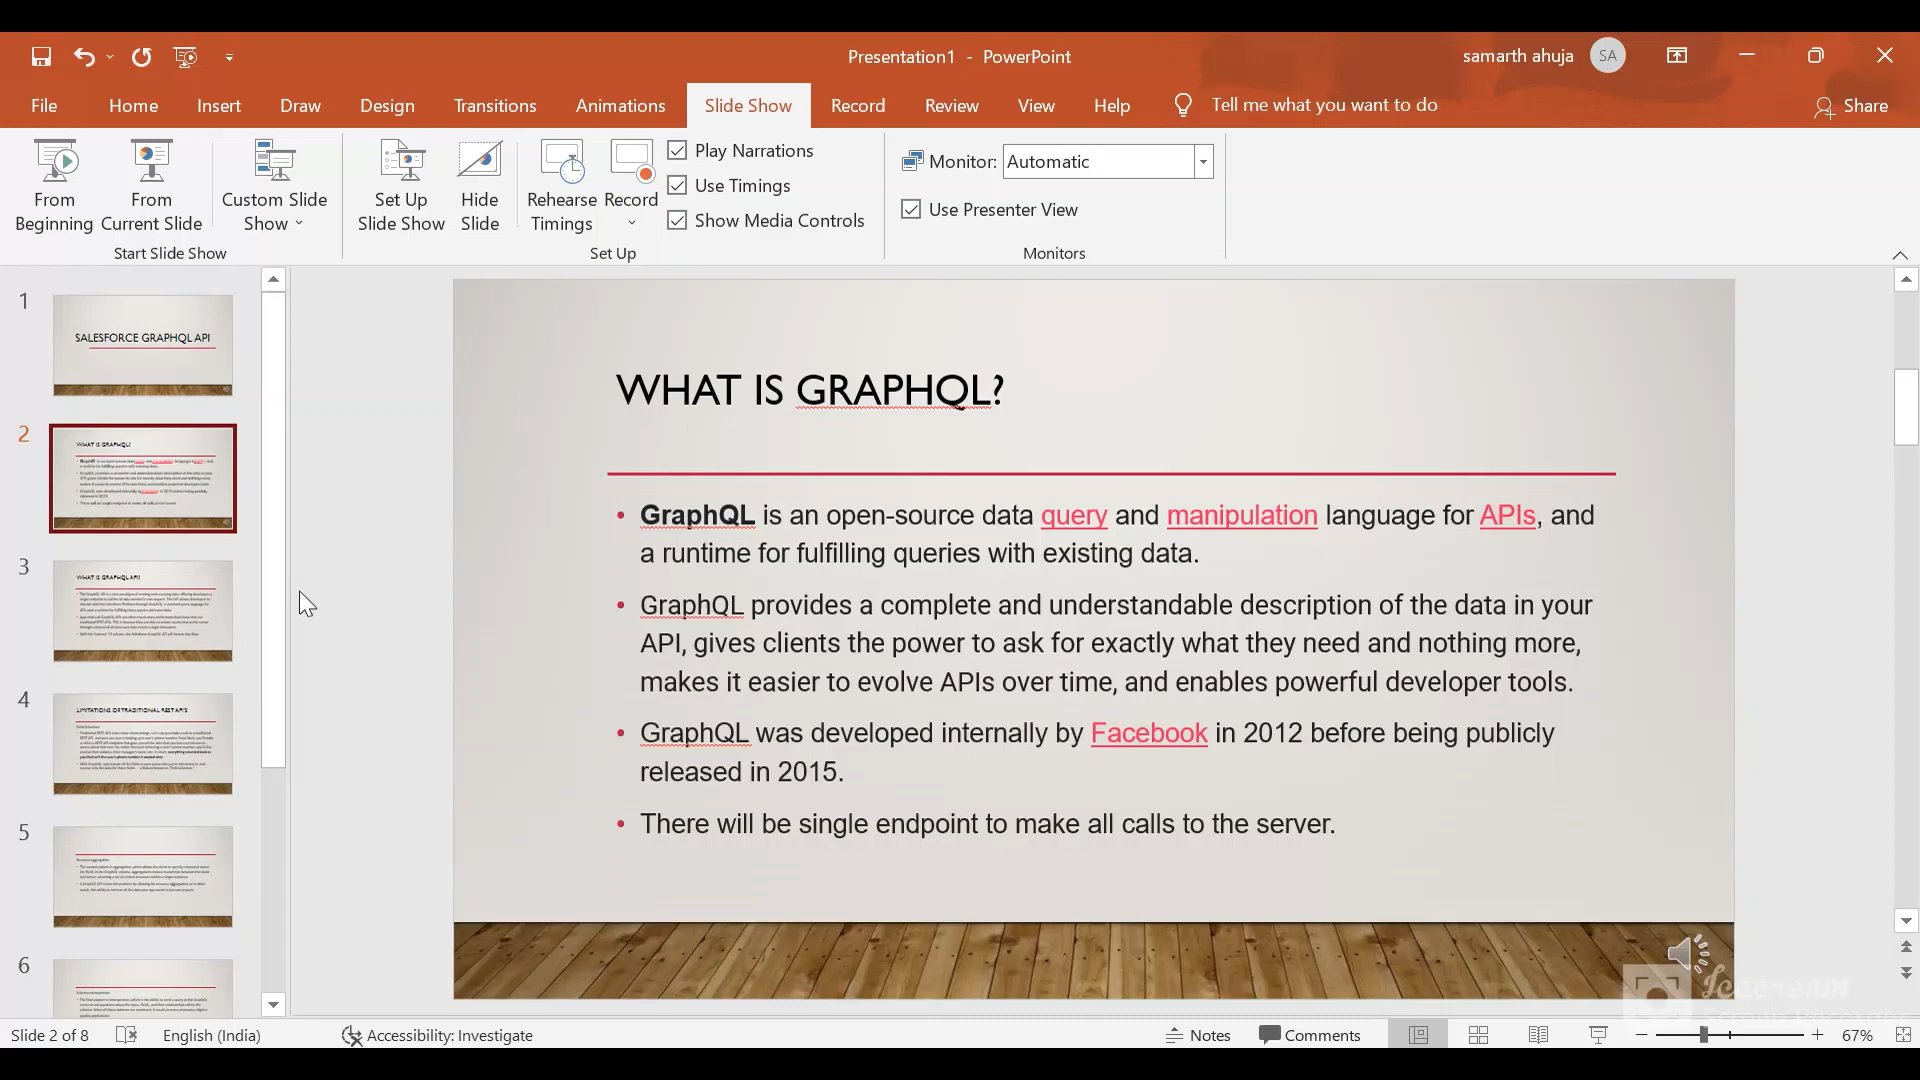 Presentation1 - PowerPoint
samarth ahuja
SA
File
Home
Insert
Draw
Design
Transitions
Animations
Slide Show
Record
Review
View
Help
Tell me what you want to do
Share
From Beginning
From Current Slide
Custom Slide Show
Set Up Slide Show
Hide Slide
Rehearse Timings
Record
Play Narrations
Use Timings
Show Media Controls
Monitor: Automatic
Use Presenter View
Start Slide Show
Set Up
Monitors
1
SALESFORCE GRAPHQL API
2
WHAT IS GRAPHQL?
3
WHAT IS GRAPHQL API?
4
LIMITATIONS OF TRADITIONAL REST API'S
5
6
WHAT IS GRAPHQL?
• GraphQL is an open-source data query and manipulation language for APIs, and
a runtime for fulfilling queries with existing data.
• GraphQL provides a complete and understandable description of the data in your
API, gives clients the power to ask for exactly what they need and nothing more,
makes it easier to evolve APIs over time, and enables powerful developer tools.
• GraphQL was developed internally by Facebook in 2012 before being publicly
released in 2015.
• There will be single endpoint to make all calls to the server.
Icecream
Slide 2 of 8
English (India)
Accessibility: Investigate
Notes
Comments
67%